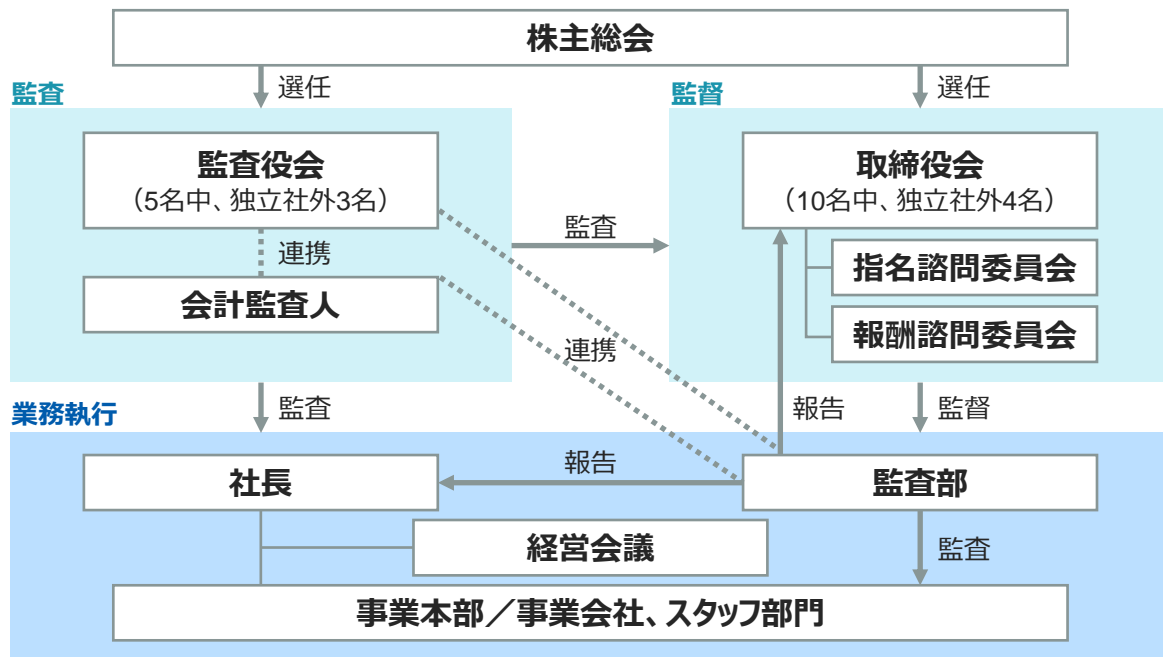 株主総会
選任
選任
監査
監督
監査役会
（5名中、独立社外3名）
取締役会
（10名中、独立社外4名）
監査
連携
指名諮問委員会
会計監査人
報酬諮問委員会
連携
監査
報告
監督
業務執行
社長
報告
監査部
経営会議
監査
事業本部／事業会社、スタッフ部門